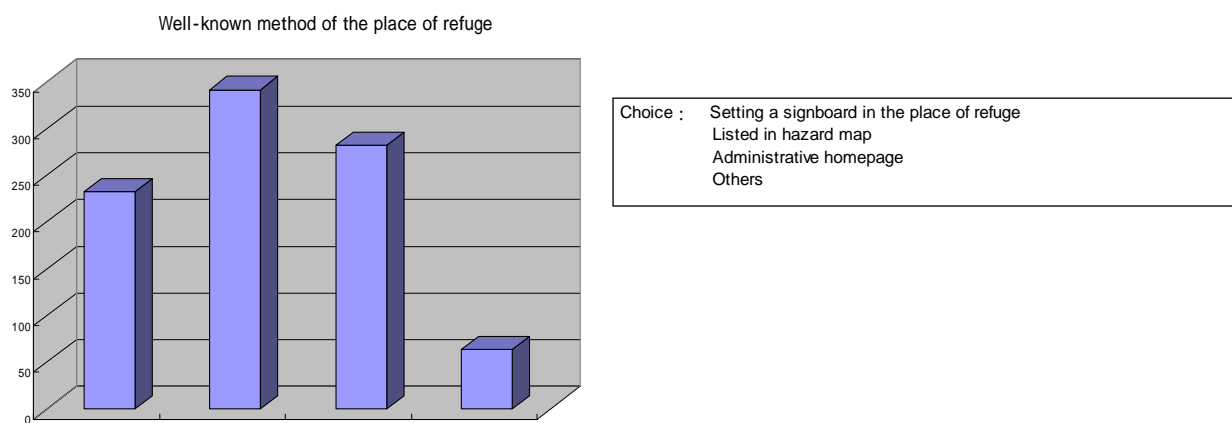 Well-known method of the place of refuge
350
300
250
200
150
100
50
0
Choice : Setting a signboard in the place of refuge
Listed in hazard map
Administrative homepage
Others